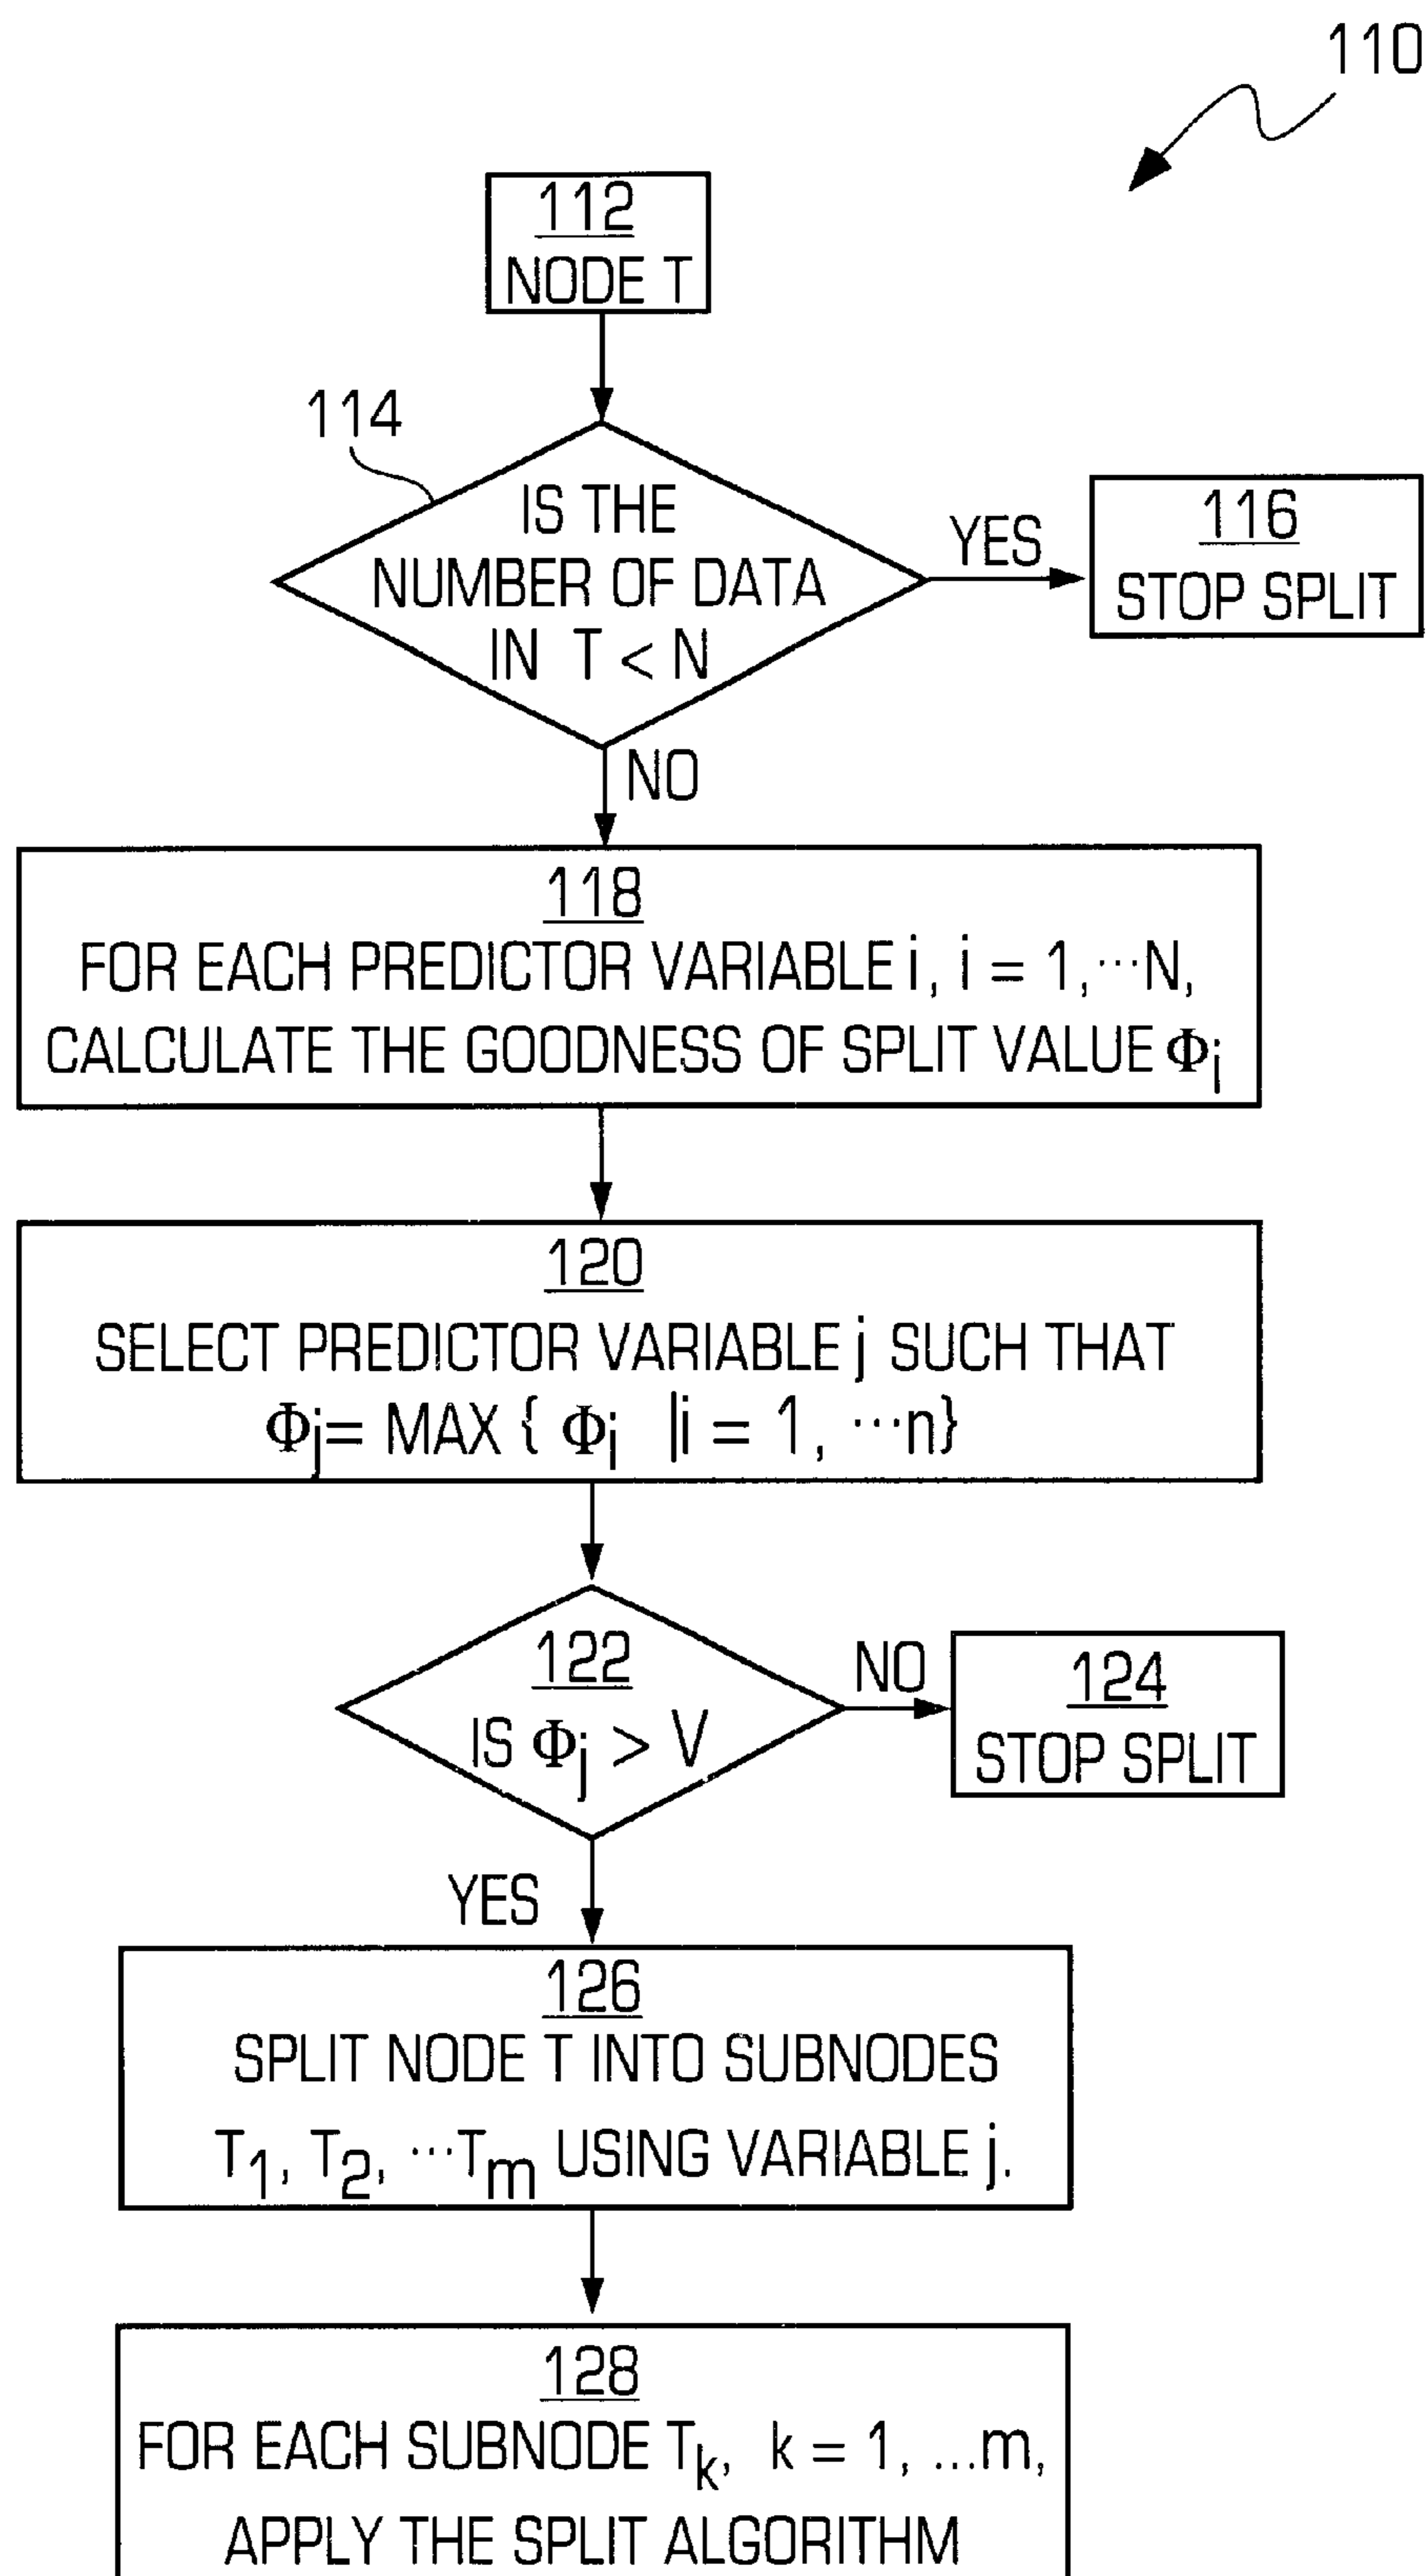 110
112
NODE T
114
IS THE
NUMBER OF DATA
IN T < N
YES
116
STOP SPLIT
NO
118
FOR EACH PREDICTOR VARIABLE i, i = 1, ···N,
CALCULATE THE GOODNESS OF SPLIT VALUE Φi
120
SELECT PREDICTOR VARIABLE j SUCH THAT
Φj= MAX { Φi |i = 1, ···n}
122
IS Φj > V
NO
124
STOP SPLIT
YES
126
SPLIT NODE T INTO SUBNODES
T1, T2, ···Tm USING VARIABLE j.
128
FOR EACH SUBNODE Tk, k = 1, ...m,
APPLY THE SPLIT ALGORITHM